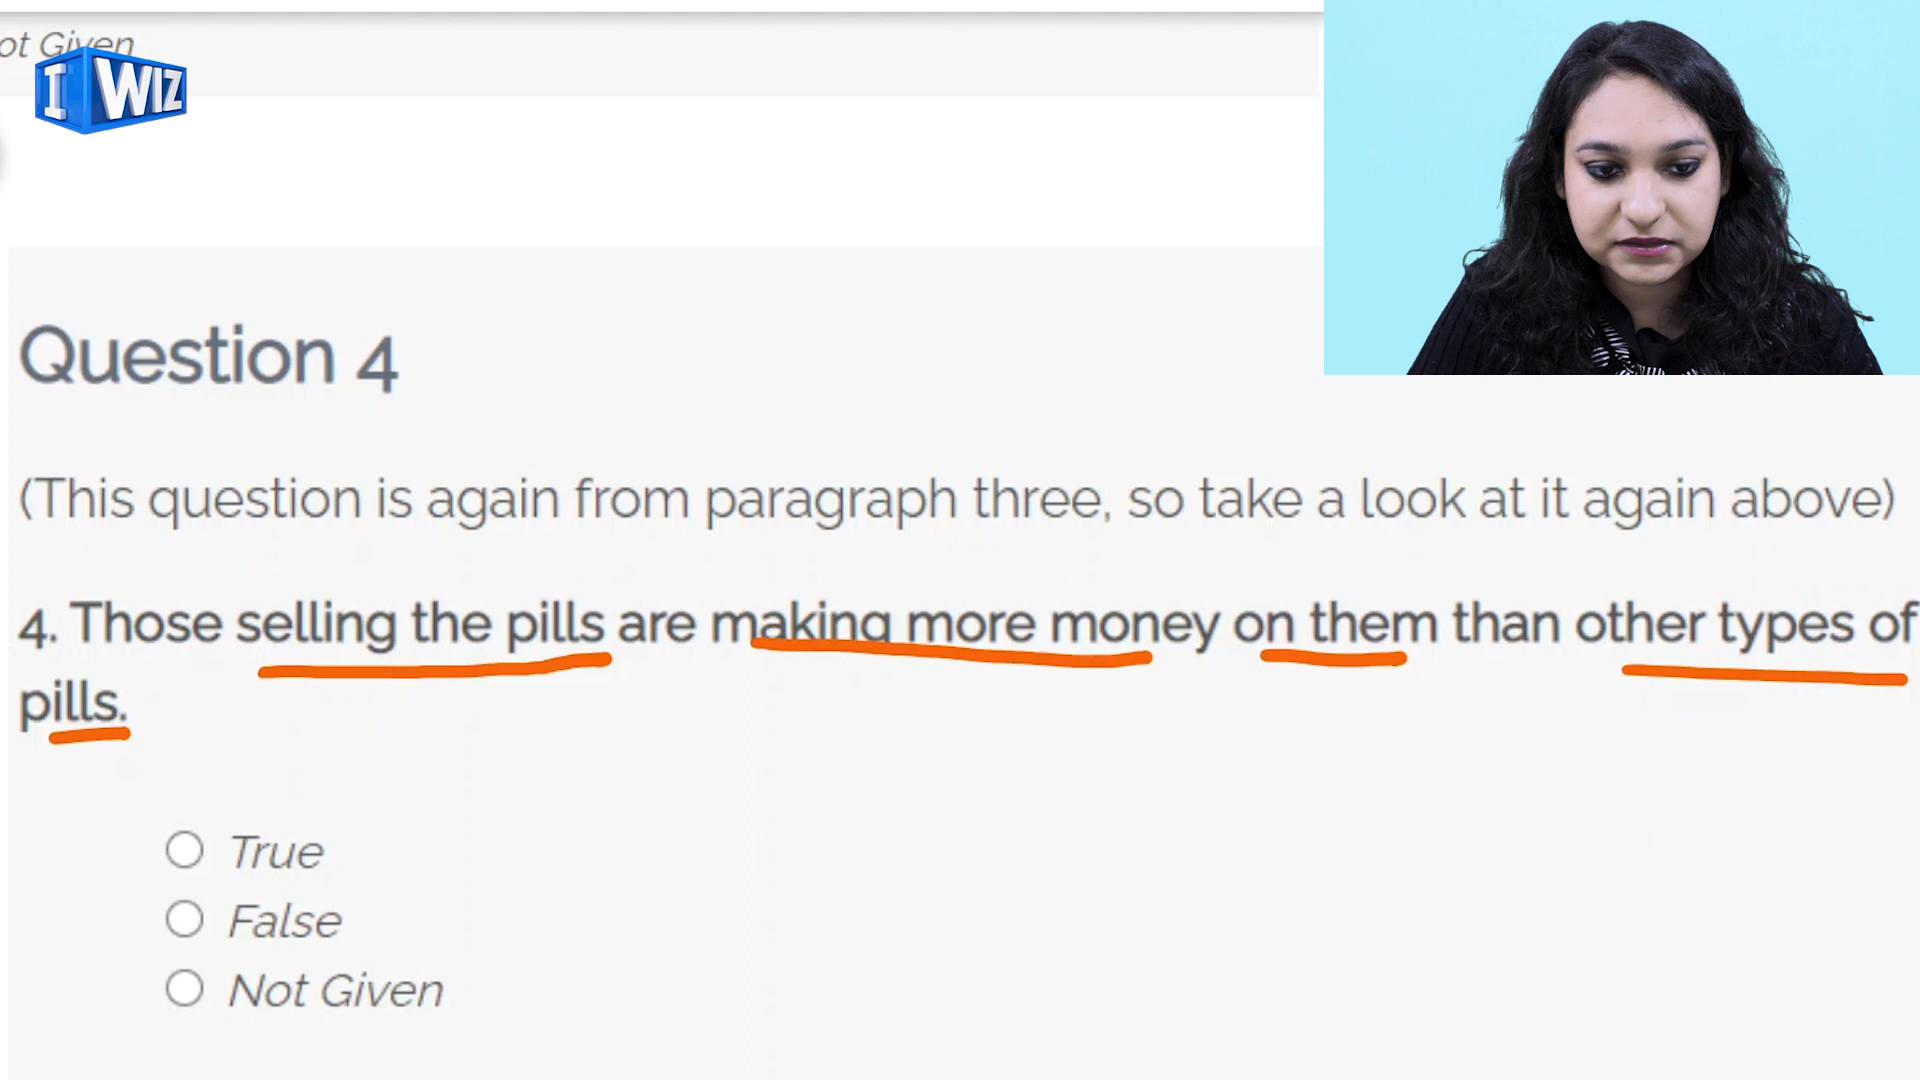 ot Given
I WIZ
Question 4
(This question is again from paragraph three, so take a look at it again above)
4. Those selling the pills are making more money on them than other types of
pills.
True
False
Not Given